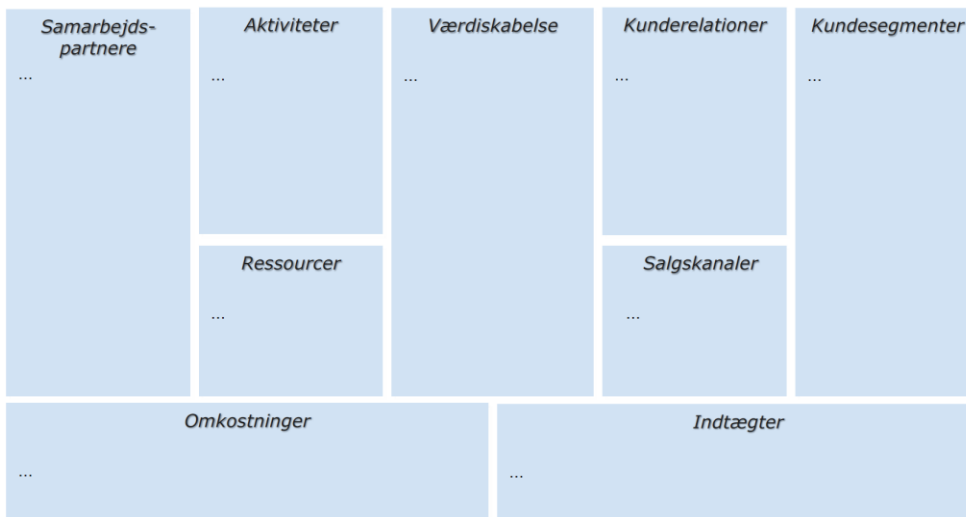 Samarbejds-
partnere
...
Aktiviteter
...
Ressourcer
...
Værdiskabelse
...
Kunderelationer
...
Salgskanaler
...
Kundesegmenter
...
Omkostninger
...
Indtægter
...